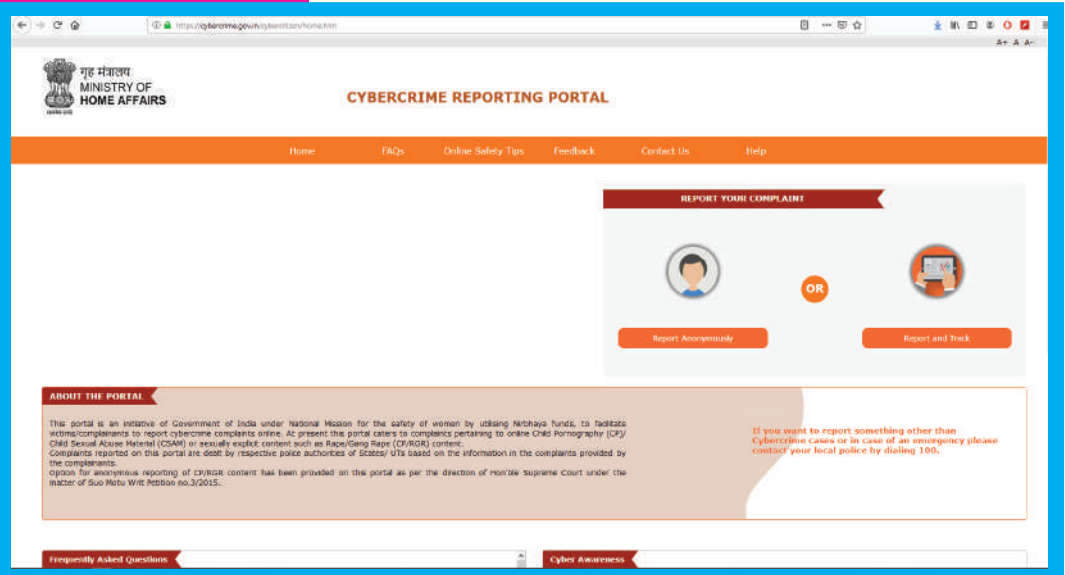 https://cybercrime.gov.in/cybercitizen/home.htm
A+ A A-
गृह मंत्रालय
MINISTRY OF
HOME AFFAIRS
CYBERCRIME REPORTING PORTAL
Home FAQs Online Safety Tips Feedback Contact Us Help
REPORT YOUR COMPLAINT
OR
Report Anonymously Report and Track
ABOUT THE PORTAL
This portal is an initiative of Government of India under National Mission for the safety of women by utilising Nirbhaya funds, to facilitate
victims/complainants to report cybercrime complaints online. At present this portal caters to complaints pertaining to online Child Pornography (CP)/
Child Sexual Abuse Material (CSAM) or sexually explicit content such as Rape/Gang Rape (CP/RGR) content.
Complaints reported on this portal are dealt by respective police authorities of States/ UTs based on the information in the complaints provided by
the complainants.
Option for anonymous reporting of CP/RGR content has been provided on this portal as per the direction of Hon'ble Supreme Court under the
matter of Suo Motu Writ Petition no.3/2015.
If you want to report something other than
Cybercrime cases or in case of an emergency please
contact your local police by dialing 100.
Frequently Asked Questions Cyber Awareness